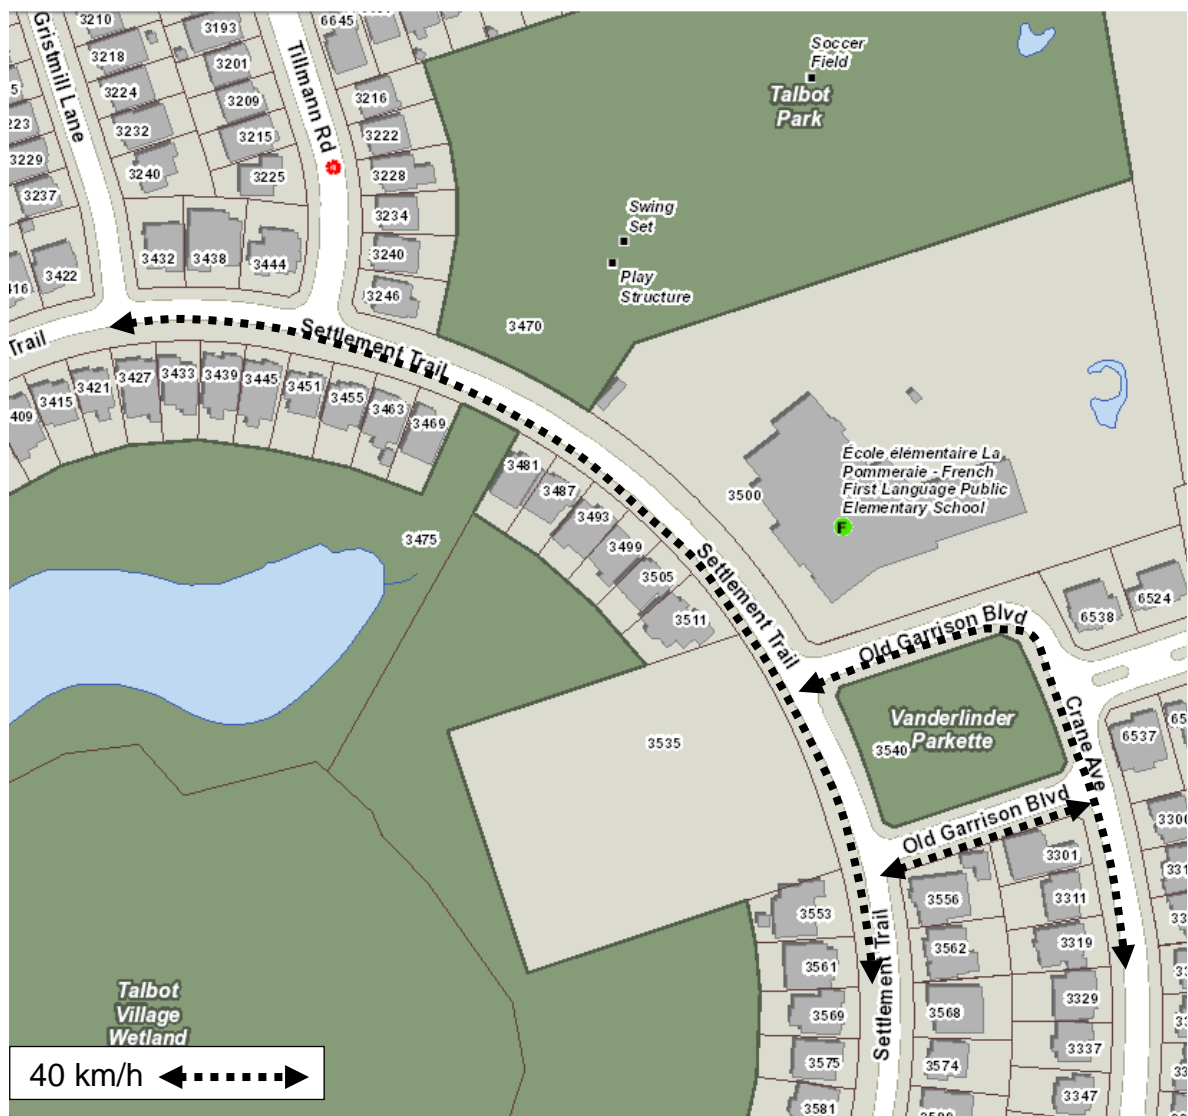 3210
3193
6645
3218
3201
3224
3209
3216
3232
3215
3222
3229
3240
3225
3228
3237
3234
3432
3438
3444
3240
3422
3246
Gristmill Lane
Tillmann Rd
Soccer
Field
Talbot
Park
Swing
Set
Play
Structure
3470
Trail
Settlement Trail
3409
3415
3421
3427
3433
3439
3445
3451
3455
3463
3469
3481
3487
3493
3499
3505
3511
3475
3500
École élémentaire La
Pommeraie - French
First Language Public
Elementary School
F
Settlement Trail
Old Garrison Blvd
6538
6524
Crane Ave
6537
Vanderlinder
Parkette
3540
3535
Old Garrison Blvd
3300
3301
3311
3319
3329
3337
3347
3553
3561
3569
3575
3581
3556
3562
3568
3574
Settlement Trail
Talbot
Village
Wetland
40 km/h